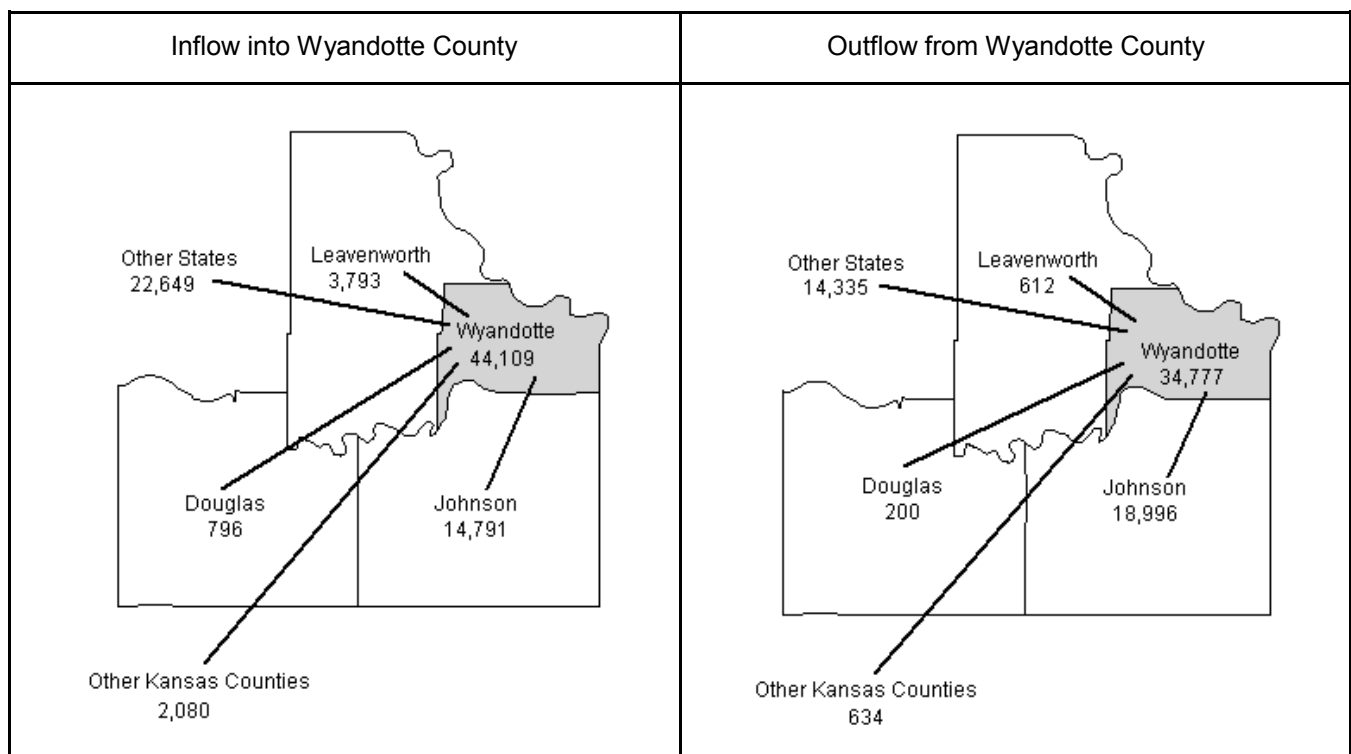 Inflow into Wyandotte County
Outflow from Wyandotte County
Other States
22,649
Leavenworth
3,793
Wyandotte
44,109
Douglas
796
Johnson
14,791
Other Kansas Counties
2,080
Other States
14,335
Leavenworth
612
Wyandotte
34,777
Douglas
200
Johnson
18,996
Other Kansas Counties
634